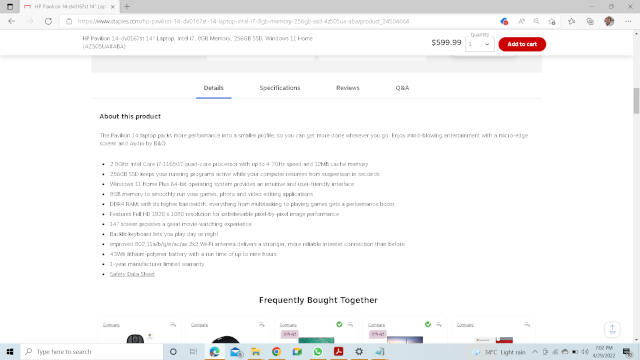 HP Pavilion 14-dv0167st 14" Lapt
https://www.staples.com/hp-pavilion-14-dv0167st-14-laptop-intel-i7-8gb-memory-256gb-ssd-4z505ua-aba/product_24504664
HP Pavilion 14-dv0167st 14" Laptop, Intel i7, 8GB Memory, 256GB SSD, Windows 11 Home
(4Z505UA#ABA)
$599.99
Quantity
1
Add to cart
Details
Specifications
Reviews
Q&A
About this product
The Pavilion 14 laptop packs more performance into a smaller profile, so you can get more done wherever you go. Enjoy mind-blowing entertainment with a micro-edge
screen and Audio by B&O.
• 2.8GHz Intel Core i7-1165G7 quad-core processor with up to 4.7GHz speed and 12MB cache memory
• 256GB SSD keeps your running programs active while your computer resumes from suspension in seconds
• Windows 11 Home Plus 64-bit operating system provides an intuitive and user-friendly interface
• 8GB memory to smoothly run your games, photo and video editing applications
• DDR4 RAM: with its higher bandwidth, everything from multitasking to playing games gets a performance boost
• Features Full HD 1920 x 1080 resolution for unbelievable pixel-by-pixel image performance
• 14" screen provides a great movie-watching experience
• Backlit keyboard lets you play day or night
• Improved 802.11a/b/g/n/ac/ax 2x2 Wi-Fi antenna delivers a stronger, more reliable internet connection than before
• 43Wh lithium-polymer battery with a run time of up to nine hours
• 1-year manufacturer limited warranty
• Safety Data Sheet
Frequently Bought Together
Compare
Compare
Compare
Compare
Compare
Type here to search
34°C Light rain
7:02 PM
4/29/2022